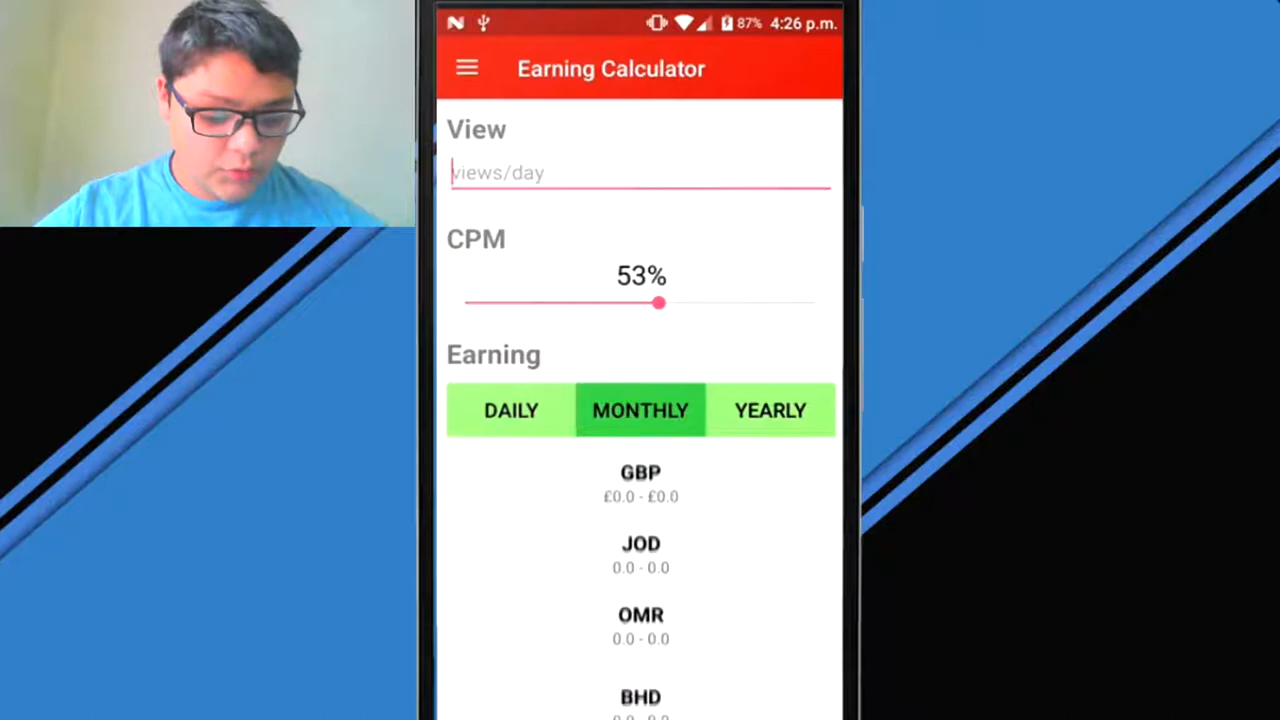 87% 4:26 p.m.
Earning Calculator
View
views/day
CPM
53%
Earning
DAILY MONTHLY YEARLY
GBP
£0.0 - £0.0
JOD
0.0 - 0.0
OMR
0.0 - 0.0
BHD